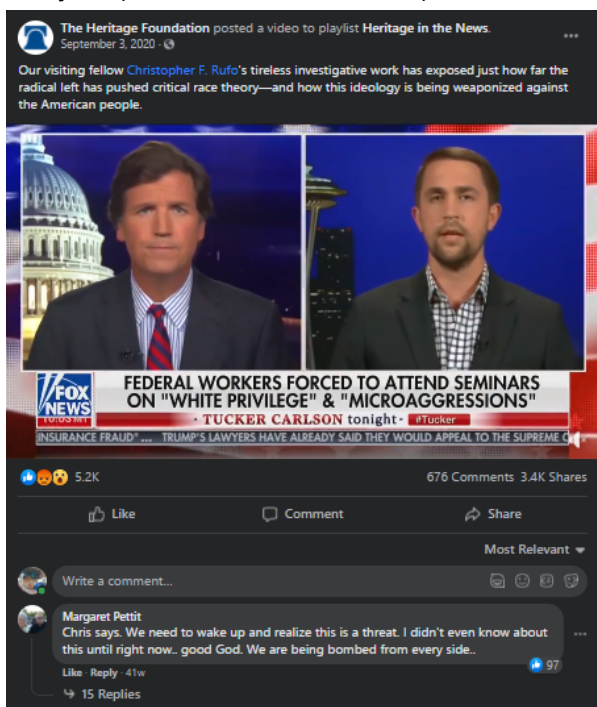 The Heritage Foundation posted a video to playlist Heritage in the News.
September 3, 2020 ·
Our visiting fellow Christopher F. Rufo's tireless investigative work has exposed just how far the
radical left has pushed critical race theory—and how this ideology is being weaponized against
the American people.
FOX
NEWS
FEDERAL WORKERS FORCED TO ATTEND SEMINARS
ON "WHITE PRIVILEGE" & "MICROAGGRESSIONS"
· TUCKER CARLSON tonight · #Tucker
INSURANCE FRAUD" ... TRUMP'S LAWYERS HAVE ALREADY SAID THEY WOULD APPEAL TO THE SUPREME
5.2K
676 Comments 3.4K Shares
Like
Comment
Share
Most Relevant
Write a comment...
Margaret Pettit
Chris says. We need to wake up and realize this is a threat. I didn't even know about
this until right now.. good God. We are being bombed from every side..
97
Like · Reply · 41w
15 Replies